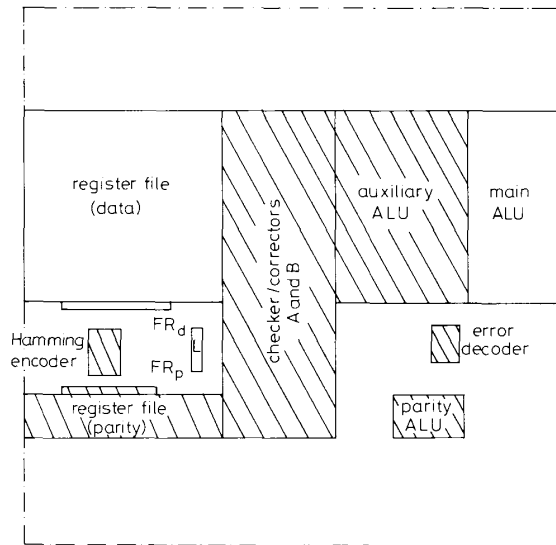 register file
(data)
checker/correctors
A and B
auxiliary
ALU
main
ALU
Hamming
encoder
FRd
L
FRp
error
decoder
register file
(parity)
parity
ALU